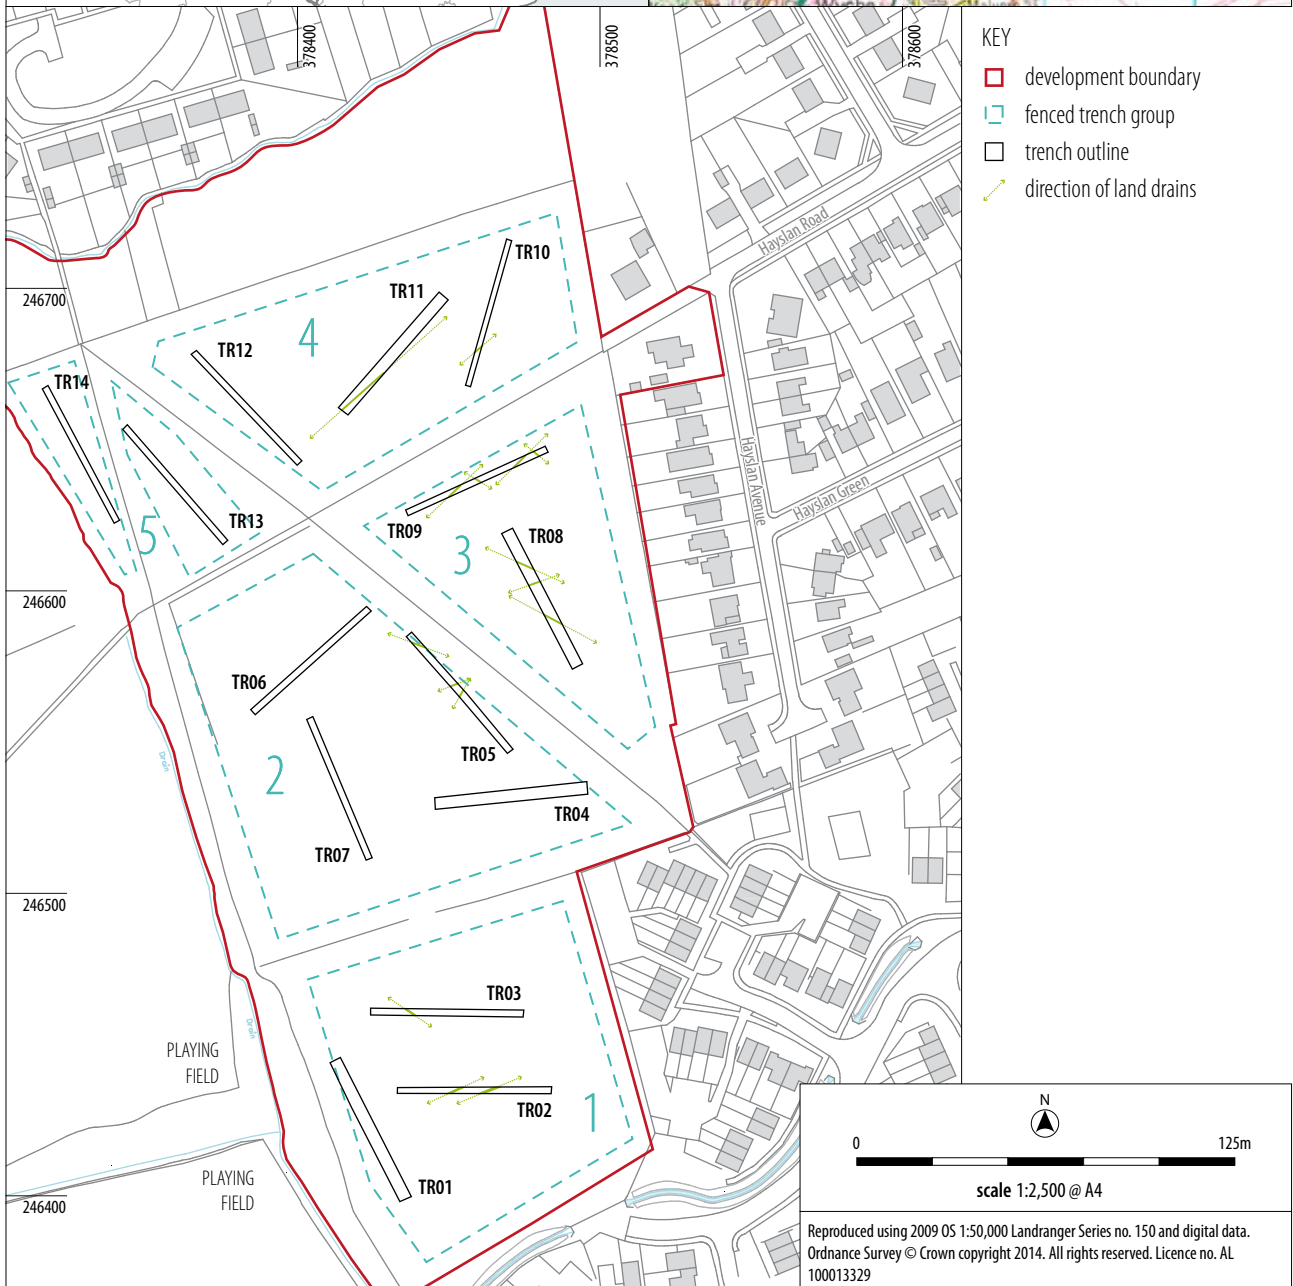 378400
378500
378600
KEY
development boundary
fenced trench group
trench outline
direction of land drains
Hayslan Road
TR10
TR11
246700
4
TR12
TR14
Hayslan Avenue
Hayslan Green
TR13
TR09
TR08
5
3
246600
TR06
TR05
Drain
2
TR04
TR07
246500
TR03
Drain
PLAYING
FIELD
TR02
1
PLAYING
FIELD
TR01
246400
N
0
125m
scale 1:2,500 @ A4
Reproduced using 2009 OS 1:50,000 Landranger Series no. 150 and digital data.
Ordnance Survey © Crown copyright 2014. All rights reserved. Licence no. AL
100013329